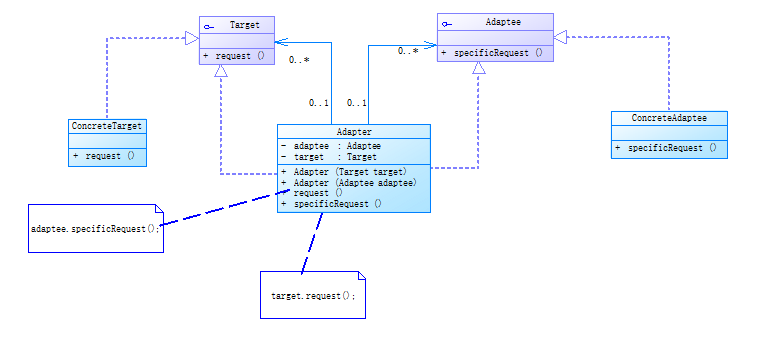 Target
+ request ()
Adaptee
+ specificRequest ()
0..*
0..*
0..1
0..1
ConcreteTarget
+ request ()
Adapter
- adaptee : Adaptee
- target : Target
+ Adapter (Target target)
+ Adapter (Adaptee adaptee)
request ()
+ specificRequest ()
ConcreteAdaptee
+ specificRequest ()
adaptee.specificRequest();
target.request();